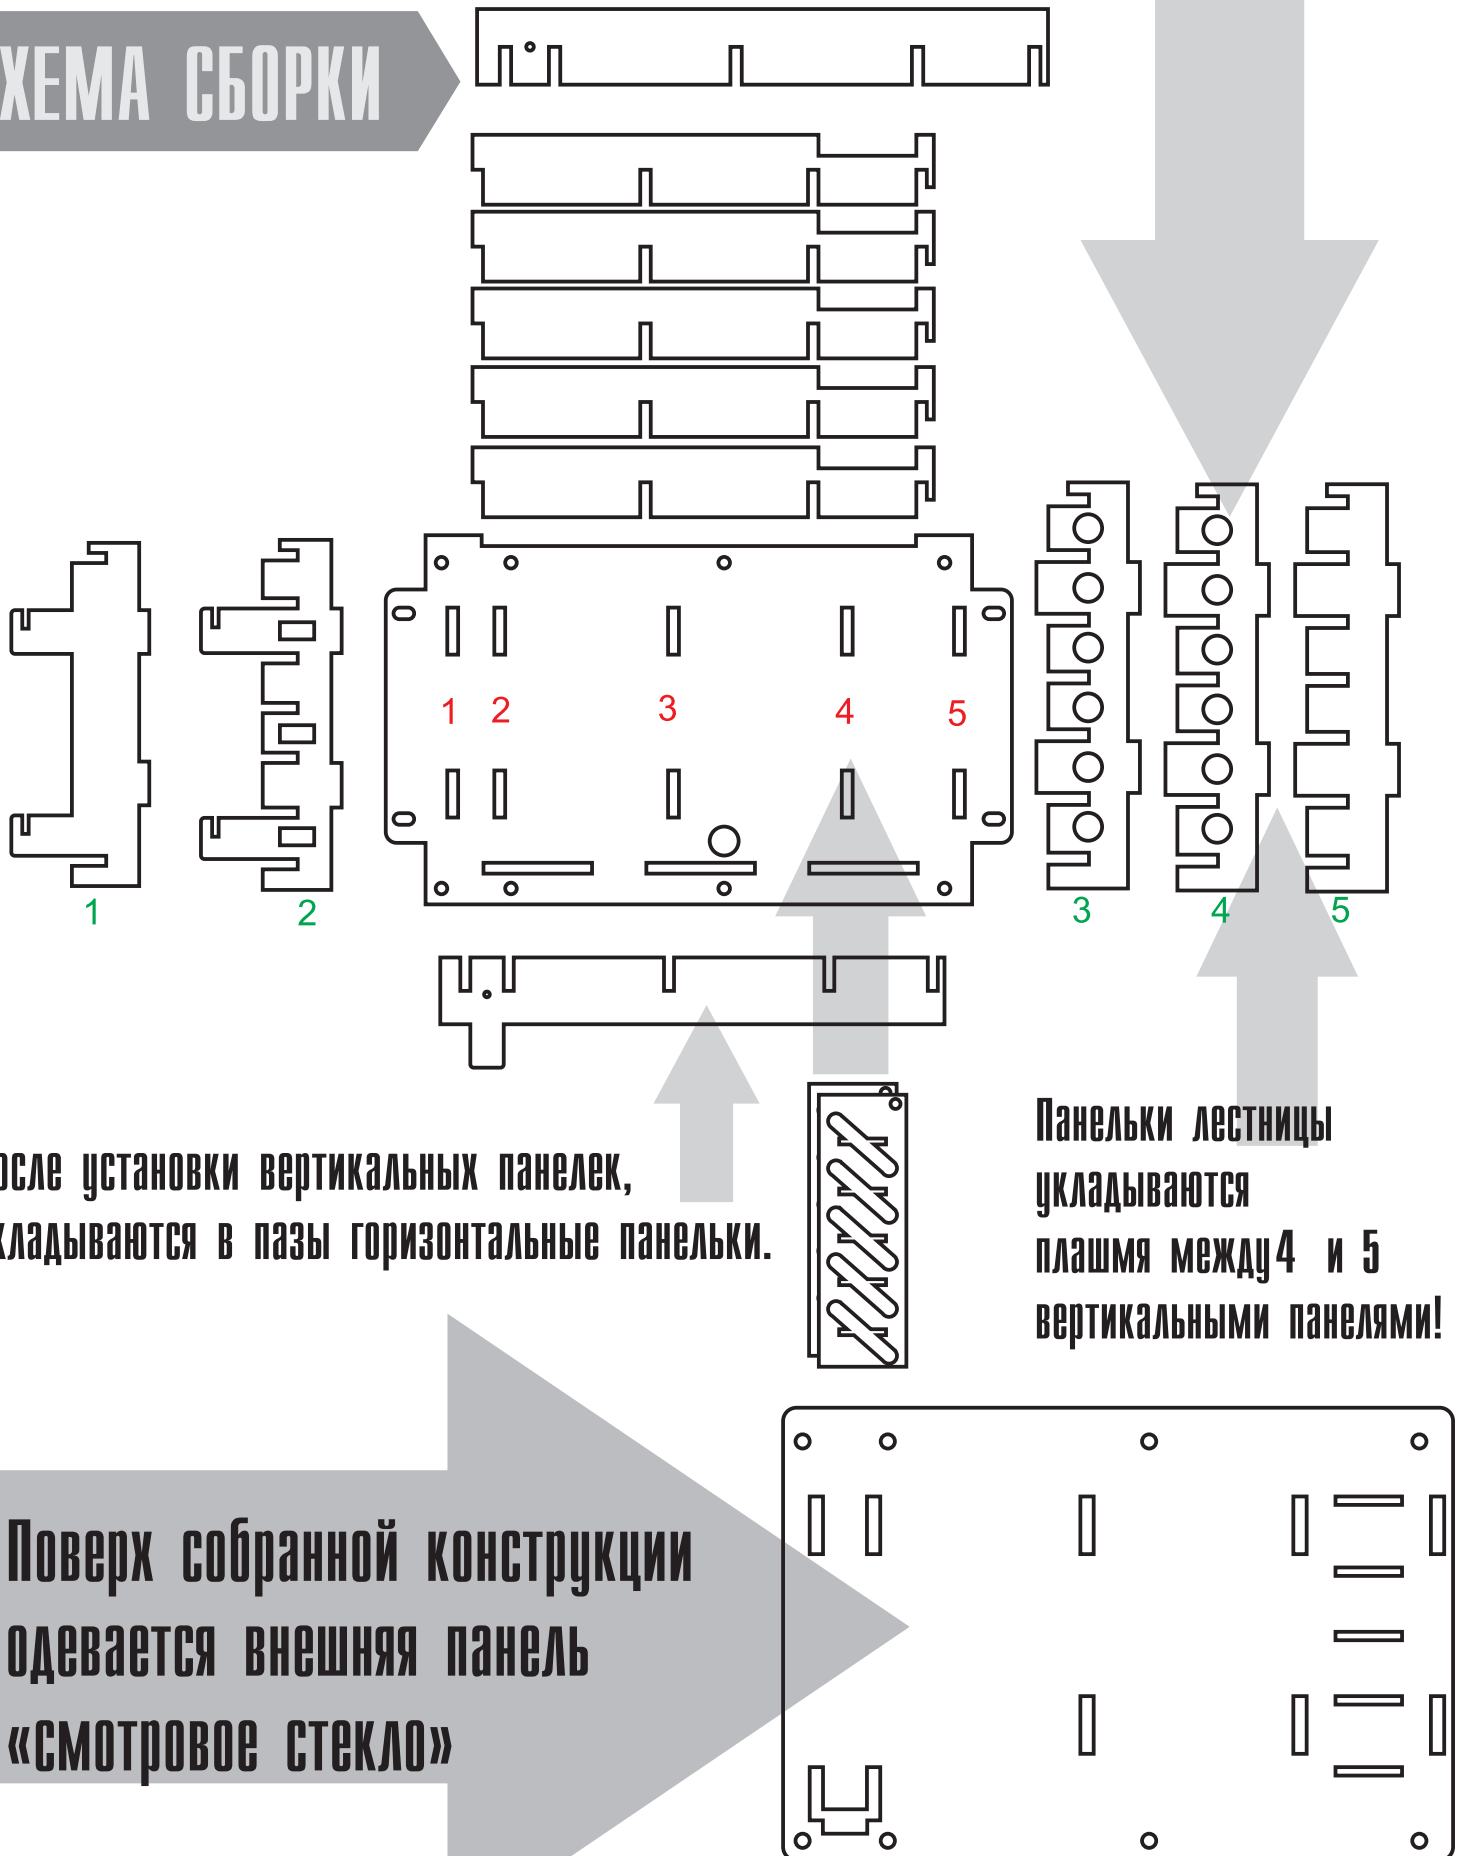 ХЕМА СБОРКИ
1 2 3 4 5
1 2 3 4 5
осле установки вертикальных панелек,
кладываются в пазы горизонтальные панельки.
Панельки лестницы
укладываются
плашмя между 4 и 5
вертикальными панелями!
Поверх собранной конструкции
одевается внешняя панель
«смотровое стекло»